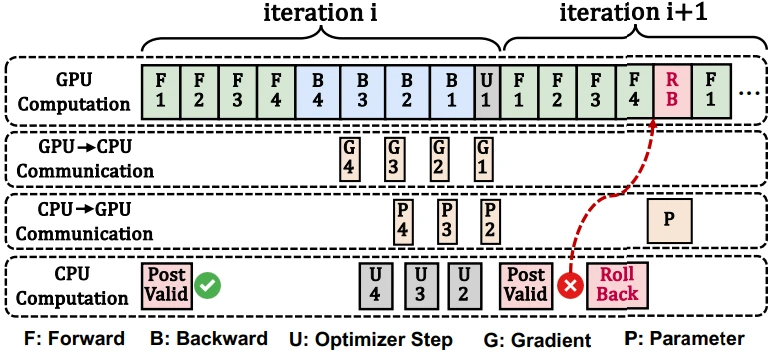 iteration i
iteration i+1
GPU
Computation
F 1
F 2
F 3
F 4
B 4
B 3
B 2
B 1
U 1
F 1
F 2
F 3
F 4
R B
F 1
...
GPU→CPU
Communication
G 4
G 3
G 2
G 1
CPU→GPU
Communication
P 4
P 3
P 2
P
CPU
Computation
Post
Valid
U 4
U 3
U 2
Post
Valid
Roll
Back
F: Forward B: Backward U: Optimizer Step G: Gradient P: Parameter